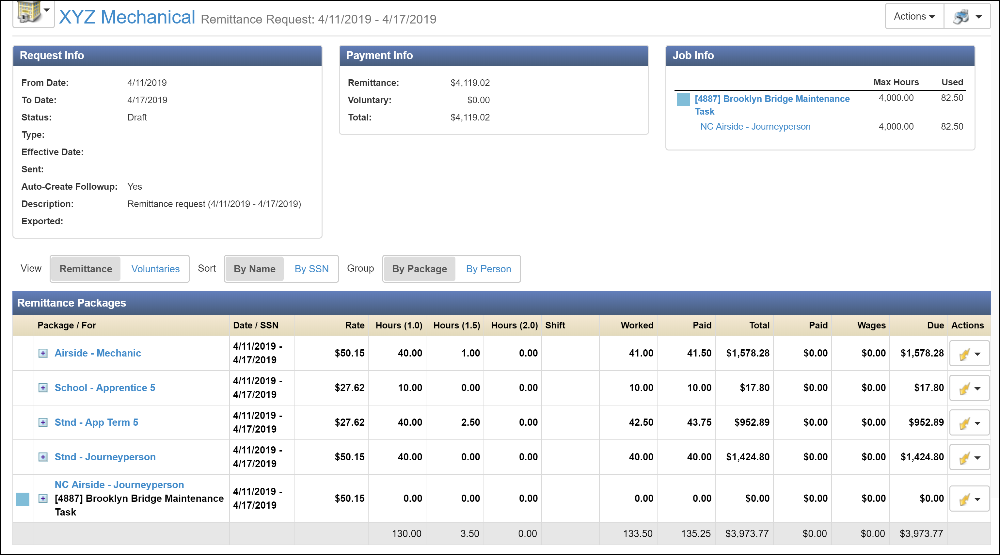 XYZ Mechanical Remittance Request: 4/11/2019 - 4/17/2019
Actions
Request Info
From Date: 4/11/2019
To Date: 4/17/2019
Status: Draft
Type:
Effective Date:
Sent:
Auto-Create Followup: Yes
Description: Remittance request (4/11/2019 - 4/17/2019)
Exported:
Payment Info
Remittance: $4,119.02
Voluntary: $0.00
Total: $4,119.02
Job Info
Max Hours Used
[4887] Brooklyn Bridge Maintenance 4,000.00 82.50
Task
NC Airside - Journeyperson 4,000.00 82.50
View Remittance Voluntaries Sort By Name By SSN Group By Package By Person
Remittance Packages
Package / For Date / SSN Rate Hours (1.0) Hours (1.5) Hours (2.0) Shift Worked Paid Total Paid Wages Due Actions
4/11/2019 -
Airside - Mechanic $50.15 40.00 1.00 0.00 41.00 41.50 $1,578.28 $0.00 $0.00 $1,578.28
4/17/2019
4/11/2019 -
School - Apprentice 5 $27.62 10.00 0.00 0.00 10.00 10.00 $17.80 $0.00 $0.00 $17.80
4/17/2019
4/11/2019 -
Stnd - App Term 5 $27.62 40.00 2.50 0.00 42.50 43.75 $952.89 $0.00 $0.00 $952.89
4/17/2019
4/11/2019 -
Stnd - Journeyperson $50.15 40.00 0.00 0.00 40.00 40.00 $1,424.80 $0.00 $0.00 $1,424.80
4/17/2019
NC Airside - Journeyperson
4/11/2019 -
[4887] Brooklyn Bridge Maintenance $50.15 0.00 0.00 0.00 0.00 0.00 $0.00 $0.00 $0.00 $0.00
4/17/2019
Task
130.00 3.50 0.00 133.50 135.25 $3,973.77 $0.00 $0.00 $3,973.77